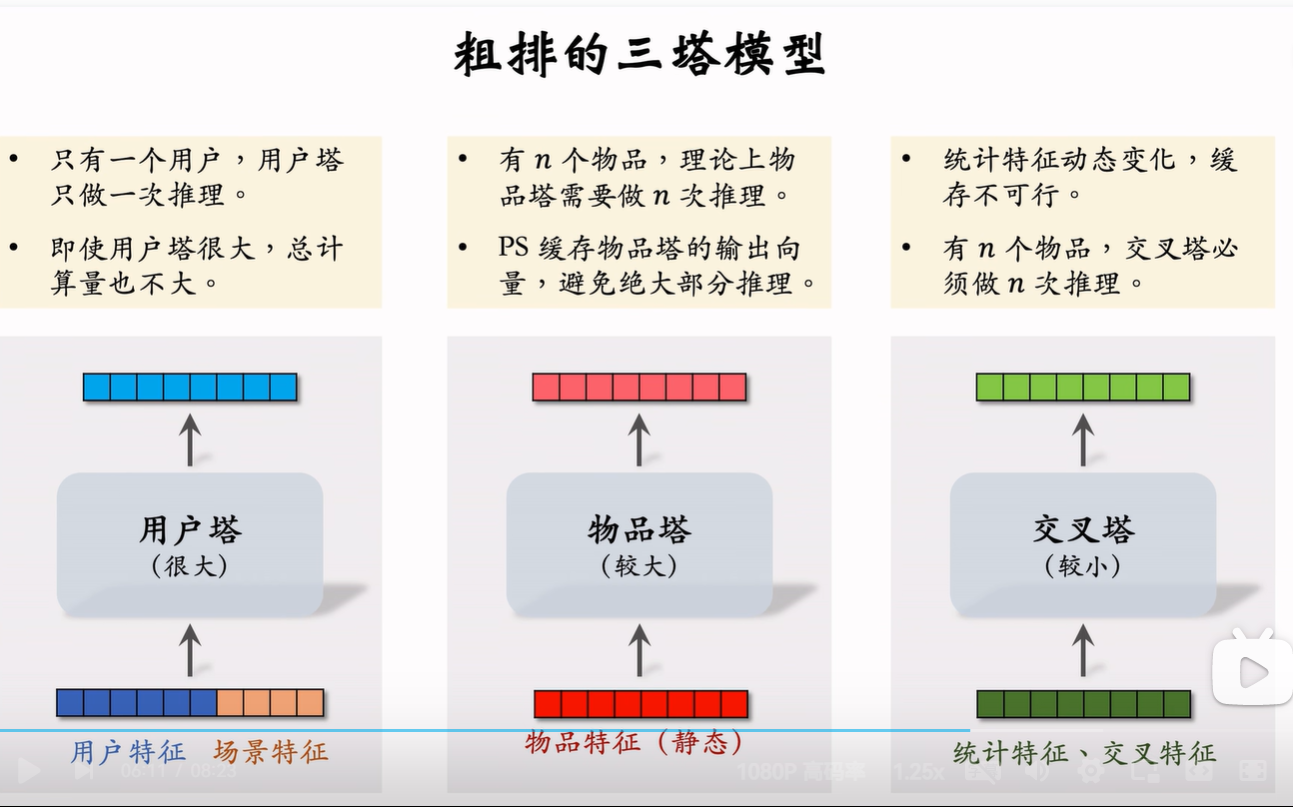 粗排的三塔模型
• 只有一个用户，用户塔
只做一次推理。
• 即使用户塔很大，总计
算量也不大。
• 有 n 个物品，理论上物
品塔需要做 n 次推理。
• PS 缓存物品塔的输出向
量，避免绝大部分推理。
• 统计特征动态变化，缓
存不可行。
• 有 n 个物品，交叉塔必
须做 n 次推理。
用户塔
（很大）
物品塔
（较大）
交叉塔
（较小）
用户特征 场景特征
物品特征（静态）
统计特征、交叉特征
08:11 / 08:23
1080P 高码率
1.25x